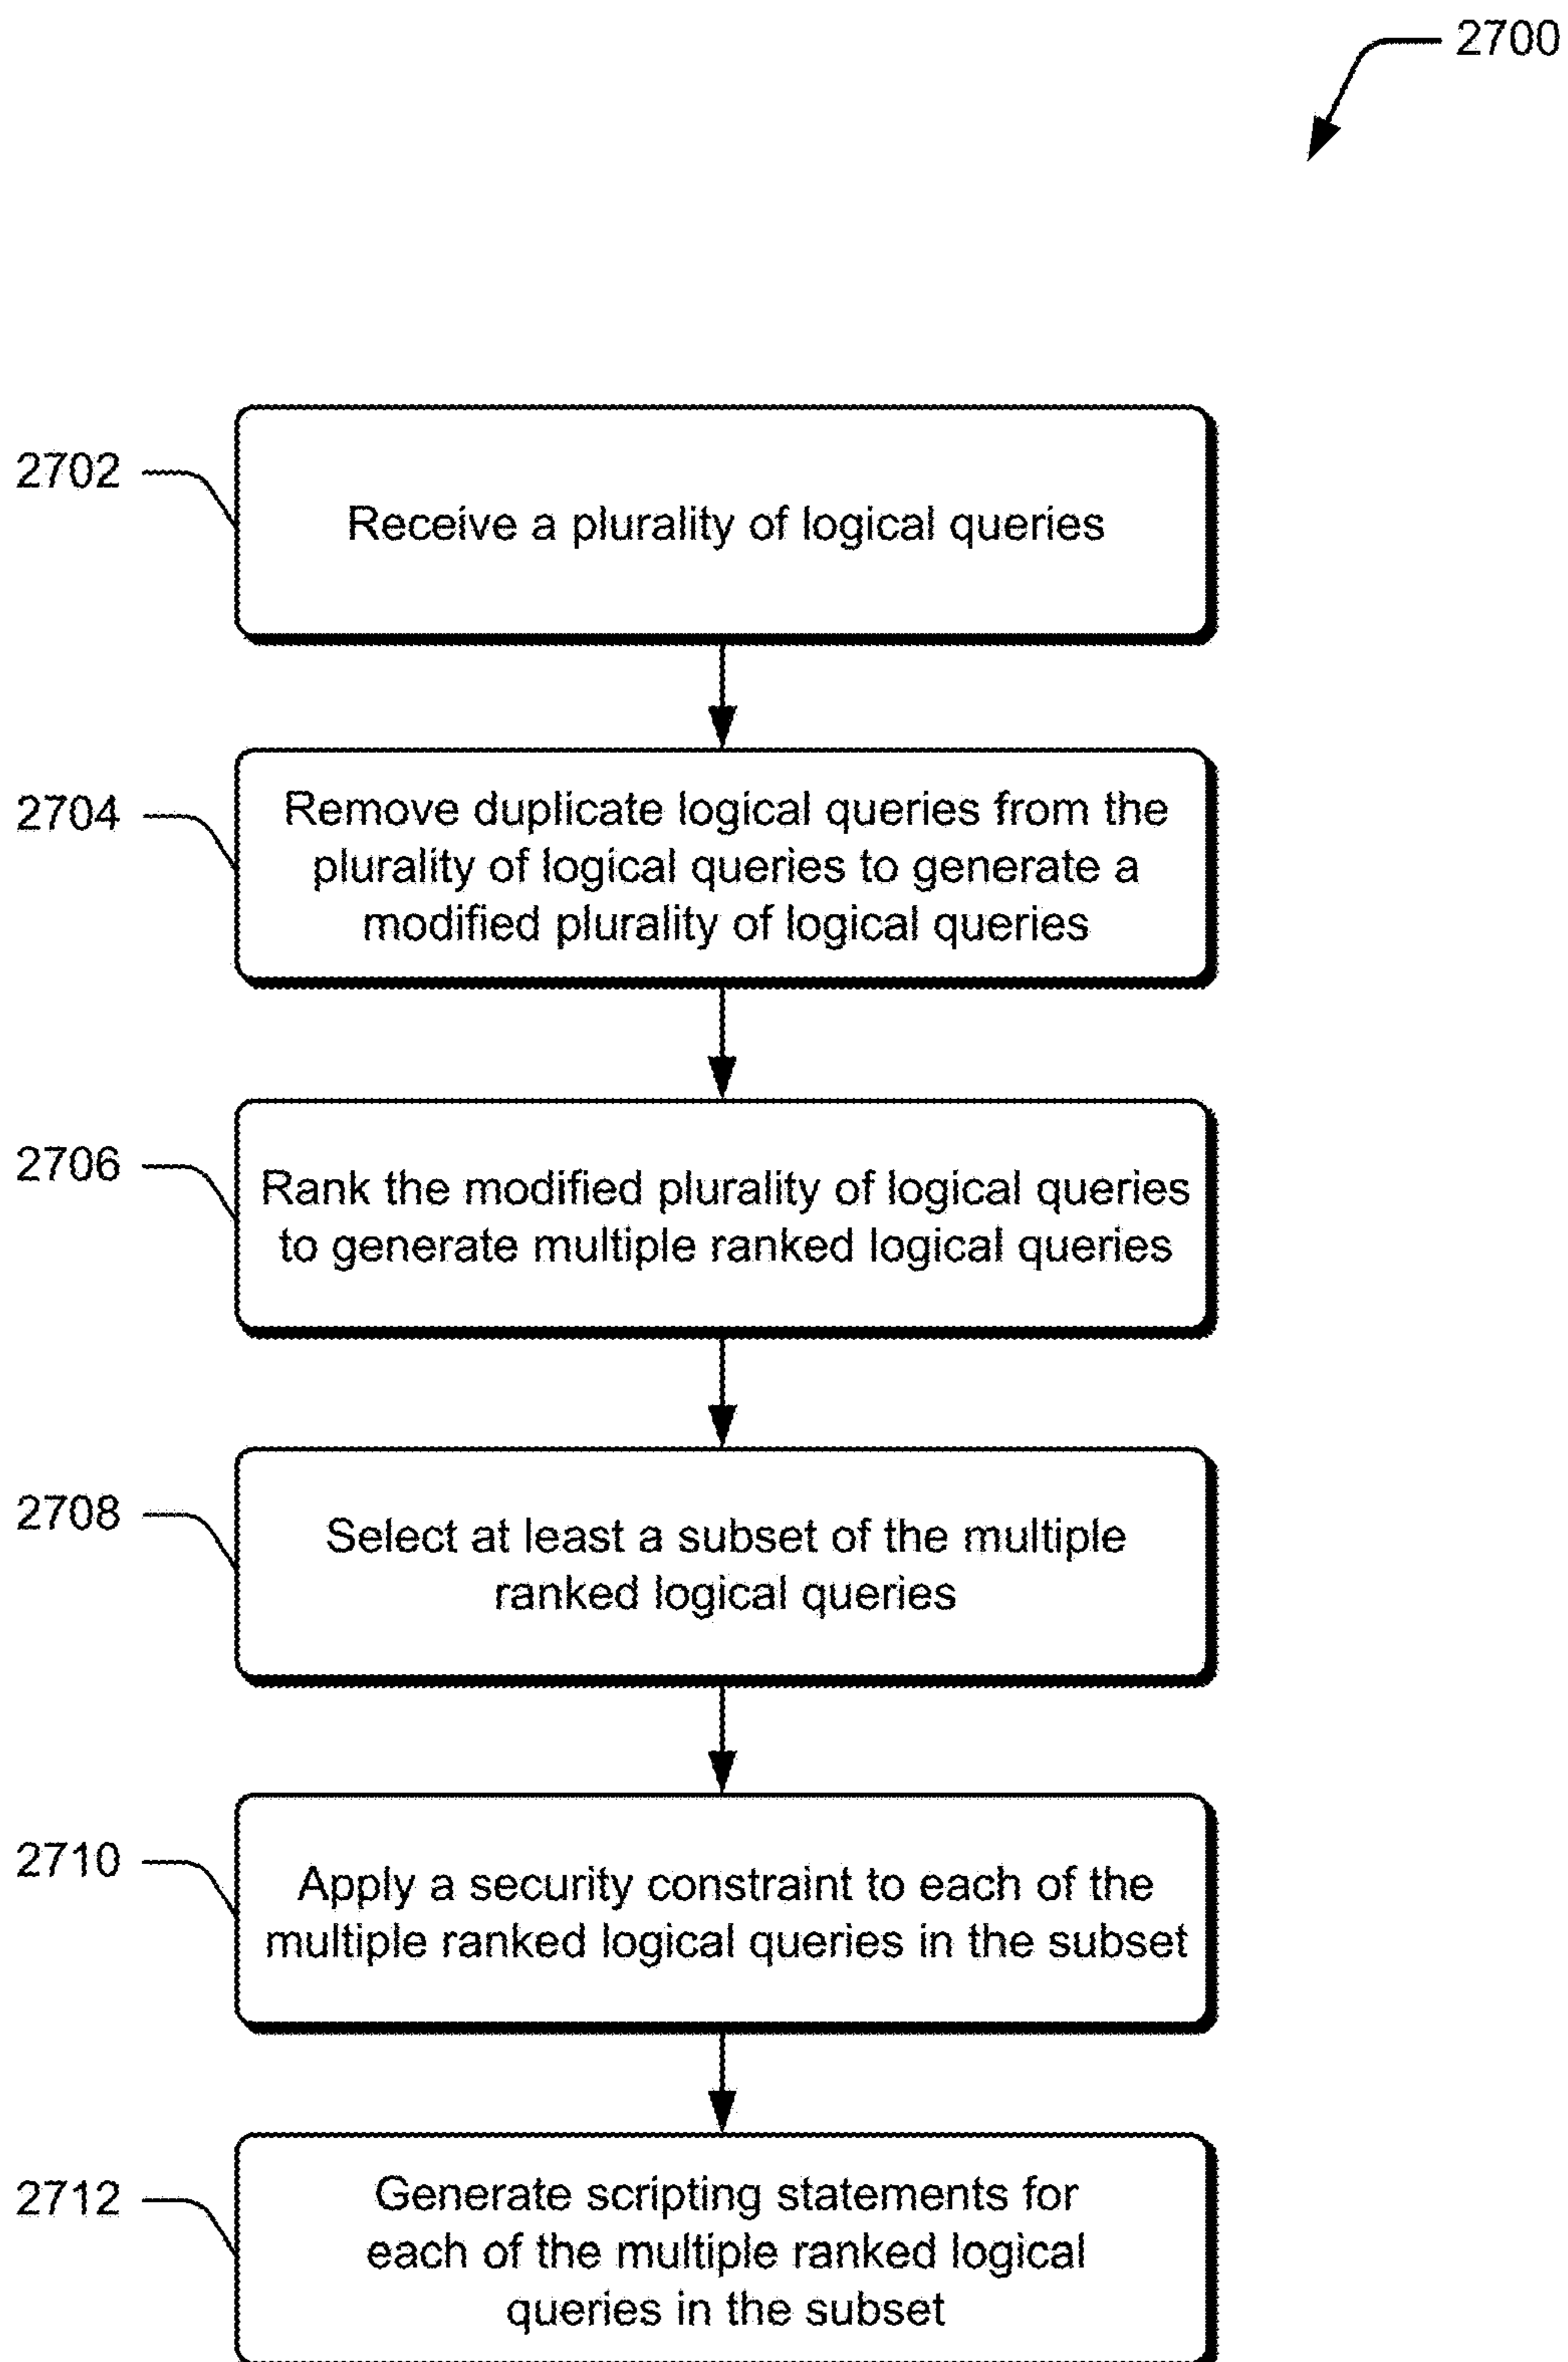 2700
2702
Receive a plurality of logical queries
2704
Remove duplicate logical queries from the
plurality of logical queries to generate a
modified plurality of logical queries
2706
Rank the modified plurality of logical queries
to generate multiple ranked logical queries
2708
Select at least a subset of the multiple
ranked logical queries
2710
Apply a security constraint to each of the
multiple ranked logical queries in the subset
2712
Generate scripting statements for
each of the multiple ranked logical
queries in the subset